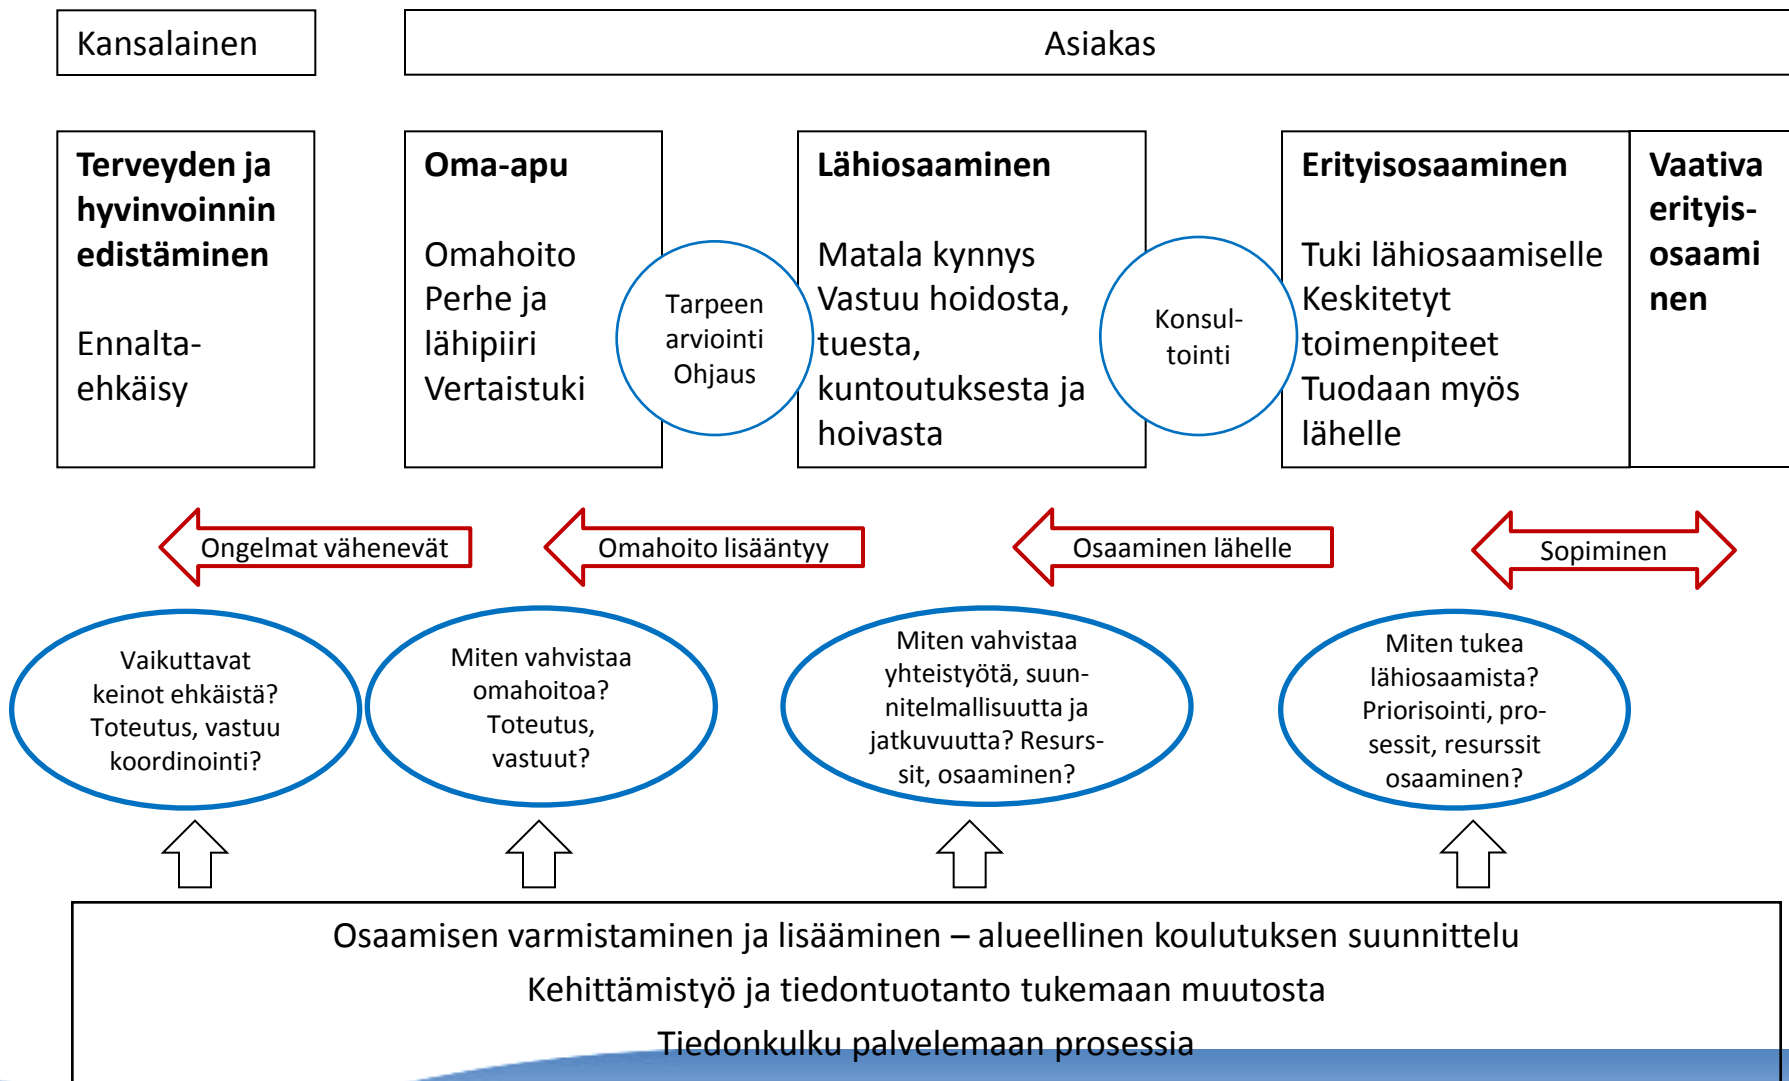 Kansalainen
Asiakas
Terveyden ja
hyvinvoinnin
edistäminen
Ennalta-
ehkäisy
Oma-apu
Omahoito
Perhe ja
lähipiiri
Vertaistuki
Tarpeen
arviointi
Ohjaus
Lähiosaaminen
Matala kynnys
Vastuu hoidosta,
tuesta,
kuntoutuksesta ja
hoivasta
Konsul-
tointi
Erityisosaaminen
Tuki lähiosaamiselle
Keskitetyt
toimenpiteet
Tuodaan myös
lähelle
Vaativa
erityis-
osaami
nen
Ongelmat vähenevät
Omahoito lisääntyy
Osaaminen lähelle
Sopiminen
Vaikuttavat
keinot ehkäistä?
Toteutus, vastuu
koordinointi?
Miten vahvistaa
omahoitoa?
Toteutus,
vastuut?
Miten vahvistaa
yhteistyötä, suun-
nitelmallisuutta ja
jatkuvuutta? Resurs-
sit, osaaminen?
Miten tukea
lähiosaamista?
Priorisointi, pro-
sessit, resurssit
osaaminen?
Osaamisen varmistaminen ja lisääminen – alueellinen koulutuksen suunnittelu
Kehittämistyö ja tiedontuotanto tukemaan muutosta
Tiedonkulku palvelemaan prosessia